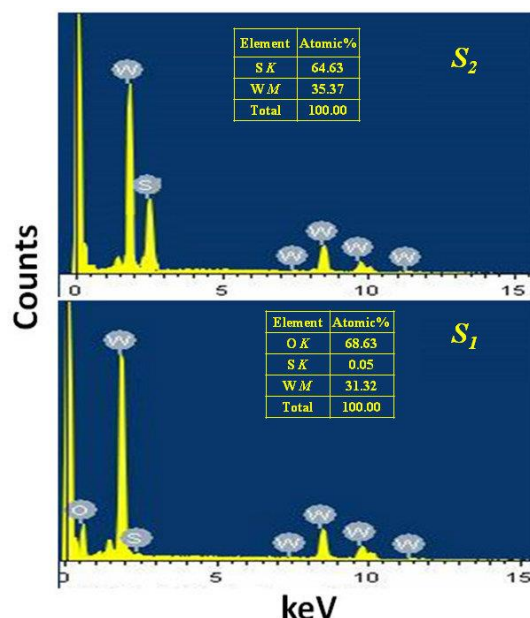 Element Atomic%
S K 64.63
W M 35.37
Total 100.00
S2
W
S
W W W W
0 5 10 15
Counts
Element Atomic%
O K 68.63
S K 0.05
W M 31.32
Total 100.00
S1
W
O
S
W W W W
0 5 10 15
keV